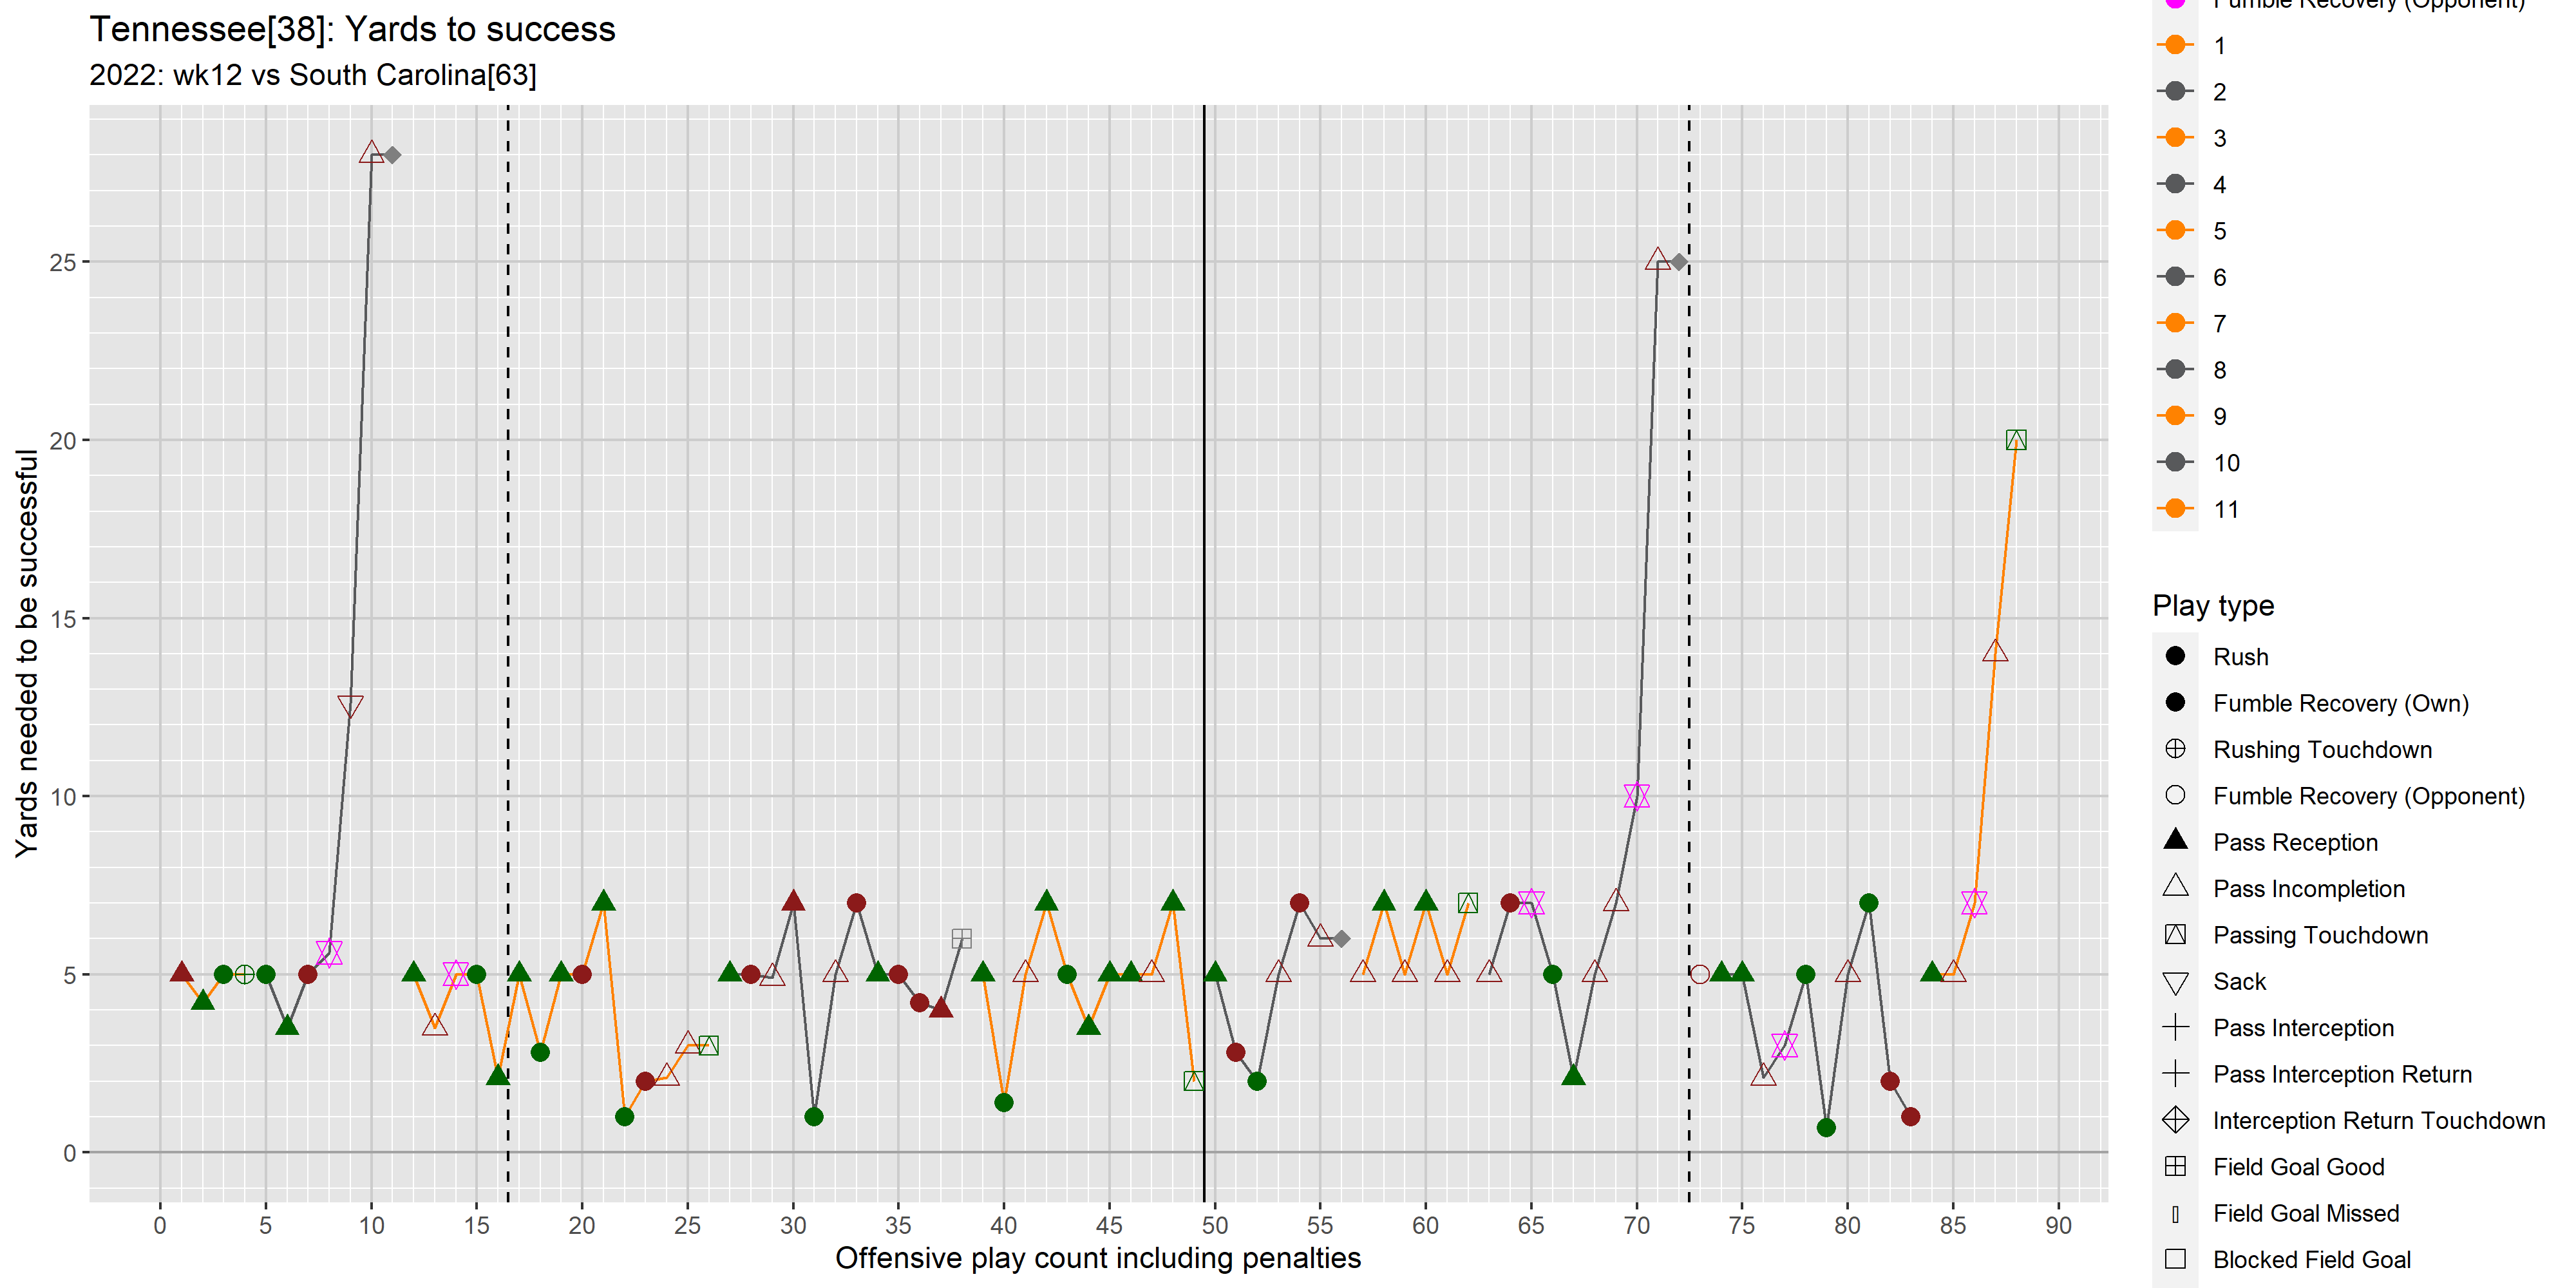 Tennessee[38]: Yards to success
2022: wk12 vs South Carolina[63]
Yards needed to be successful
25
20
15
10
5
0
0 5 10 15 20 25 30 35 40 45 50 55 60 65 70 75 80 85 90
Offensive play count including penalties
Fumble Recovery (Opponent)
1
2
3
4
5
6
7
8
9
10
11
Play type
Rush
Fumble Recovery (Own)
Rushing Touchdown
Fumble Recovery (Opponent)
Pass Reception
Pass Incompletion
Passing Touchdown
Sack
Pass Interception
Pass Interception Return
Interception Return Touchdown
Field Goal Good
Field Goal Missed
Blocked Field Goal